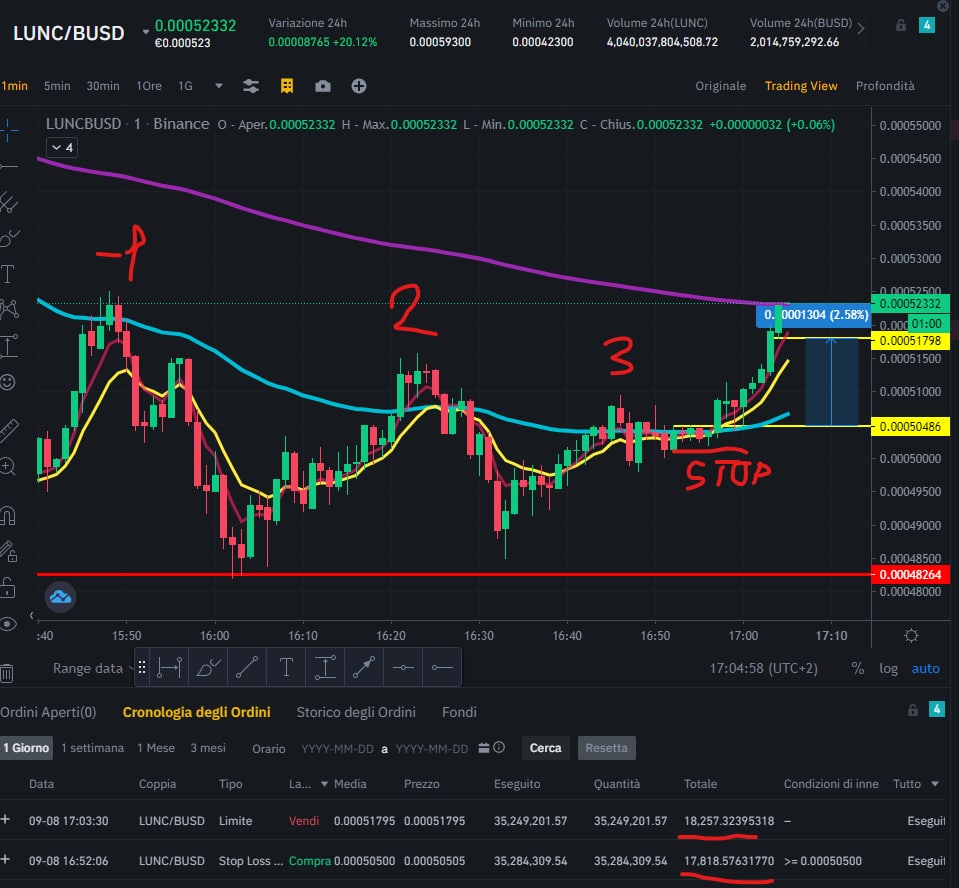 LUNC/BUSD
0.00052332
€0.000523
Variazione 24h
0.00008765 +20.12%
Massimo 24h
0.00059300
Minimo 24h
0.00042300
Volume 24h(LUNC)
4,040,037,804,508.72
Volume 24h(BUSD)
2,014,759,292.66
4
1min 5min 30min 1Ore 1G
Originale Trading View Profondità
LUNCBUSD · 1 · Binance O - Aper.0.00052332 H - Max.0.00052332 L - Min.0.00052332 C - Chius.0.00052332 +0.00000032 (+0.06%)
4
0.00055000
0.00054500
0.00054000
0.00053500
0.00053000
0.00052500
0.00052332
01:00
0.00051798
0.00051500
0.00051000
0.00050486
0.00050000
0.00049500
0.00049000
0.00048500
0.00048264
0.00048000
2
3
STOP
:40 15:50 16:00 16:10 16:20 16:30 16:40 16:50 17:00 17:10
Range data
17:04:58 (UTC+2) % log auto
Ordini Aperti(0) Cronologia degli Ordini Storico degli Ordini Fondi
4
1 Giorno 1 settimana 1 Mese 3 mesi Orario YYYY-MM-DD a YYYY-MM-DD Cerca Resetta
Data Coppia Tipo La... Media Prezzo Eseguito Quantità Totale Condizioni di inne Tutto
09-08 17:03:30 LUNC/BUSD Limite Vendi 0.00051795 0.00051795 35,249,201.57 35,249,201.57 18,257.32395318 – Eseguit
09-08 16:52:06 LUNC/BUSD Stop Loss ... Compra 0.00050500 0.00050505 35,284,309.54 35,284,309.54 17,818.57631770 >= 0.00050500 Eseguit